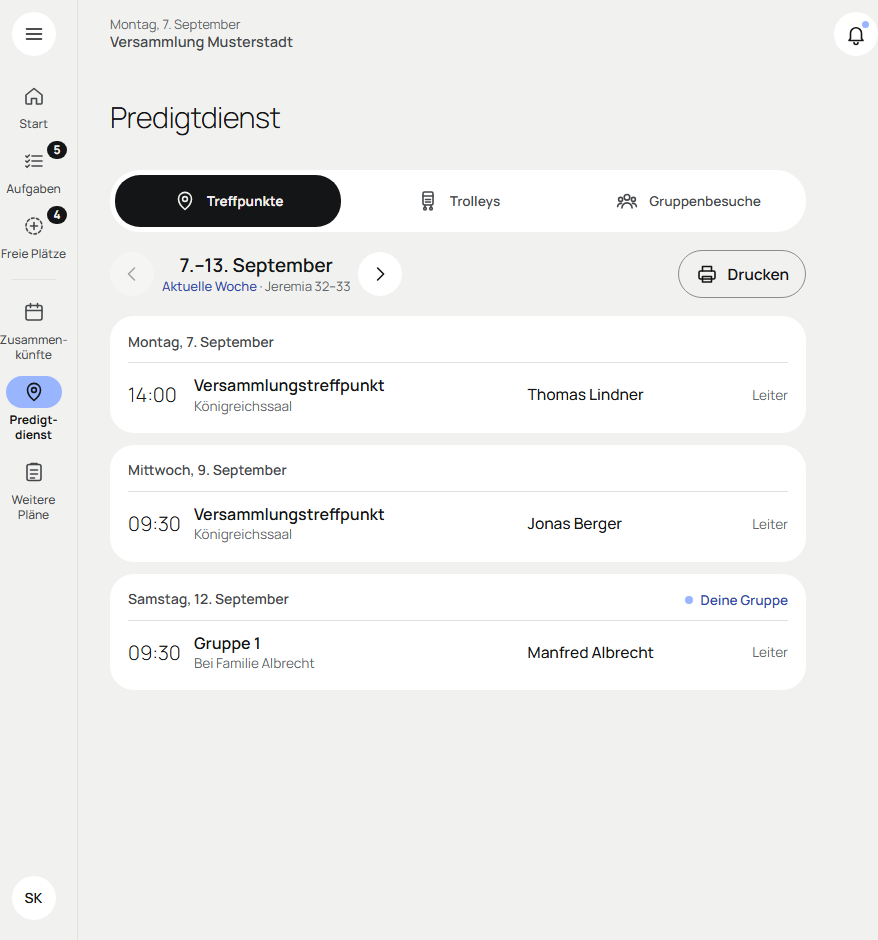 Montag, 7. September
Versammlung Musterstadt
Start
5
Aufgaben
4
Freie Plätze
Zusammen-
künfte
Predigt-
dienst
Weitere
Pläne
SK
Predigtdienst
Treffpunkte
Trolleys
Gruppenbesuche
7.–13. September
Aktuelle Woche · Jeremia 32–33
Drucken
Montag, 7. September
14:00 Versammlungstreffpunkt Thomas Lindner Leiter
Königreichssaal
Mittwoch, 9. September
09:30 Versammlungstreffpunkt Jonas Berger Leiter
Königreichssaal
Samstag, 12. September Deine Gruppe
09:30 Gruppe 1 Manfred Albrecht Leiter
Bei Familie Albrecht